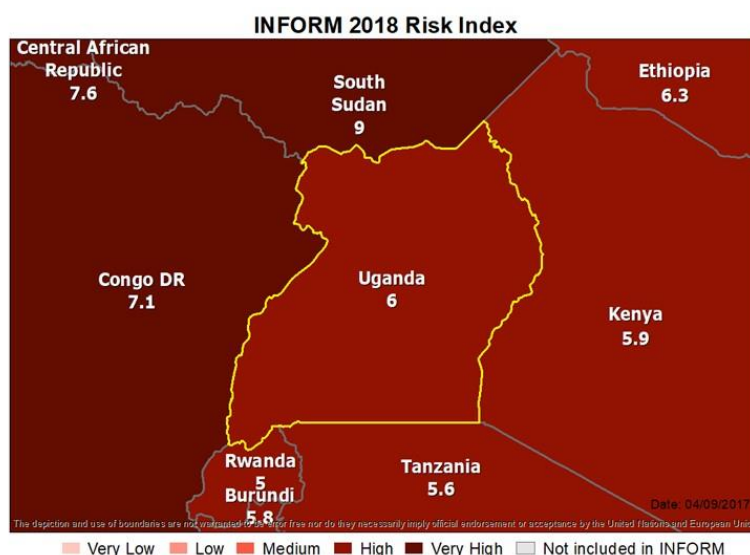 INFORM 2018 Risk Index
Central African
Republic
7.6
South
Sudan
9
Ethiopia
6.3
Congo DR
7.1
Uganda
6
Kenya
5.9
Rwanda
5
Burundi
5.8
Tanzania
5.6
Date: 04/09/2017
The depiction and use of boundaries are not warranted to be error free nor do they necessarily imply official endorsement or acceptance by the United Nations and European
Very Low Low Medium High Very High Not included in INFORM